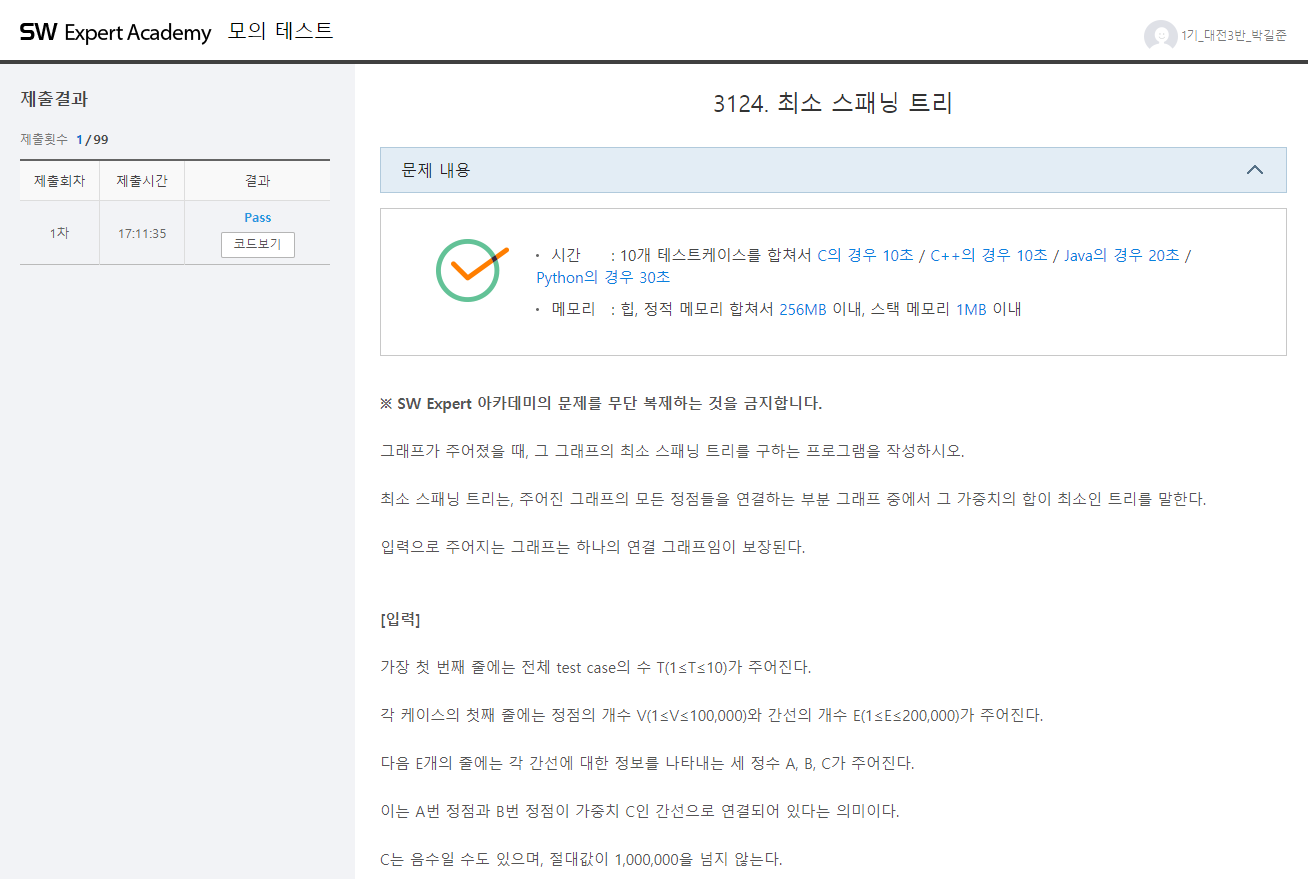 SW Expert Academy 모의 테스트
1기_대전3반_박길준
제출결과
제출횟수 1 / 99
제출회차 제출시간 결과
1차 17:11:35 Pass
코드보기
3124. 최소 스패닝 트리
문제 내용
· 시간 : 10개 테스트케이스를 합쳐서 C의 경우 10초 / C++의 경우 10초 / Java의 경우 20초 /
Python의 경우 30초
· 메모리 : 힙, 정적 메모리 합쳐서 256MB 이내, 스택 메모리 1MB 이내
※ SW Expert 아카데미의 문제를 무단 복제하는 것을 금지합니다.
그래프가 주어졌을 때, 그 그래프의 최소 스패닝 트리를 구하는 프로그램을 작성하시오.
최소 스패닝 트리는, 주어진 그래프의 모든 정점들을 연결하는 부분 그래프 중에서 그 가중치의 합이 최소인 트리를 말한다.
입력으로 주어지는 그래프는 하나의 연결 그래프임이 보장된다.
[입력]
가장 첫 번째 줄에는 전체 test case의 수 T(1≤T≤10)가 주어진다.
각 케이스의 첫째 줄에는 정점의 개수 V(1≤V≤100,000)와 간선의 개수 E(1≤E≤200,000)가 주어진다.
다음 E개의 줄에는 각 간선에 대한 정보를 나타내는 세 정수 A, B, C가 주어진다.
이는 A번 정점과 B번 정점이 가중치 C인 간선으로 연결되어 있다는 의미이다.
C는 음수일 수도 있으며, 절대값이 1,000,000을 넘지 않는다.